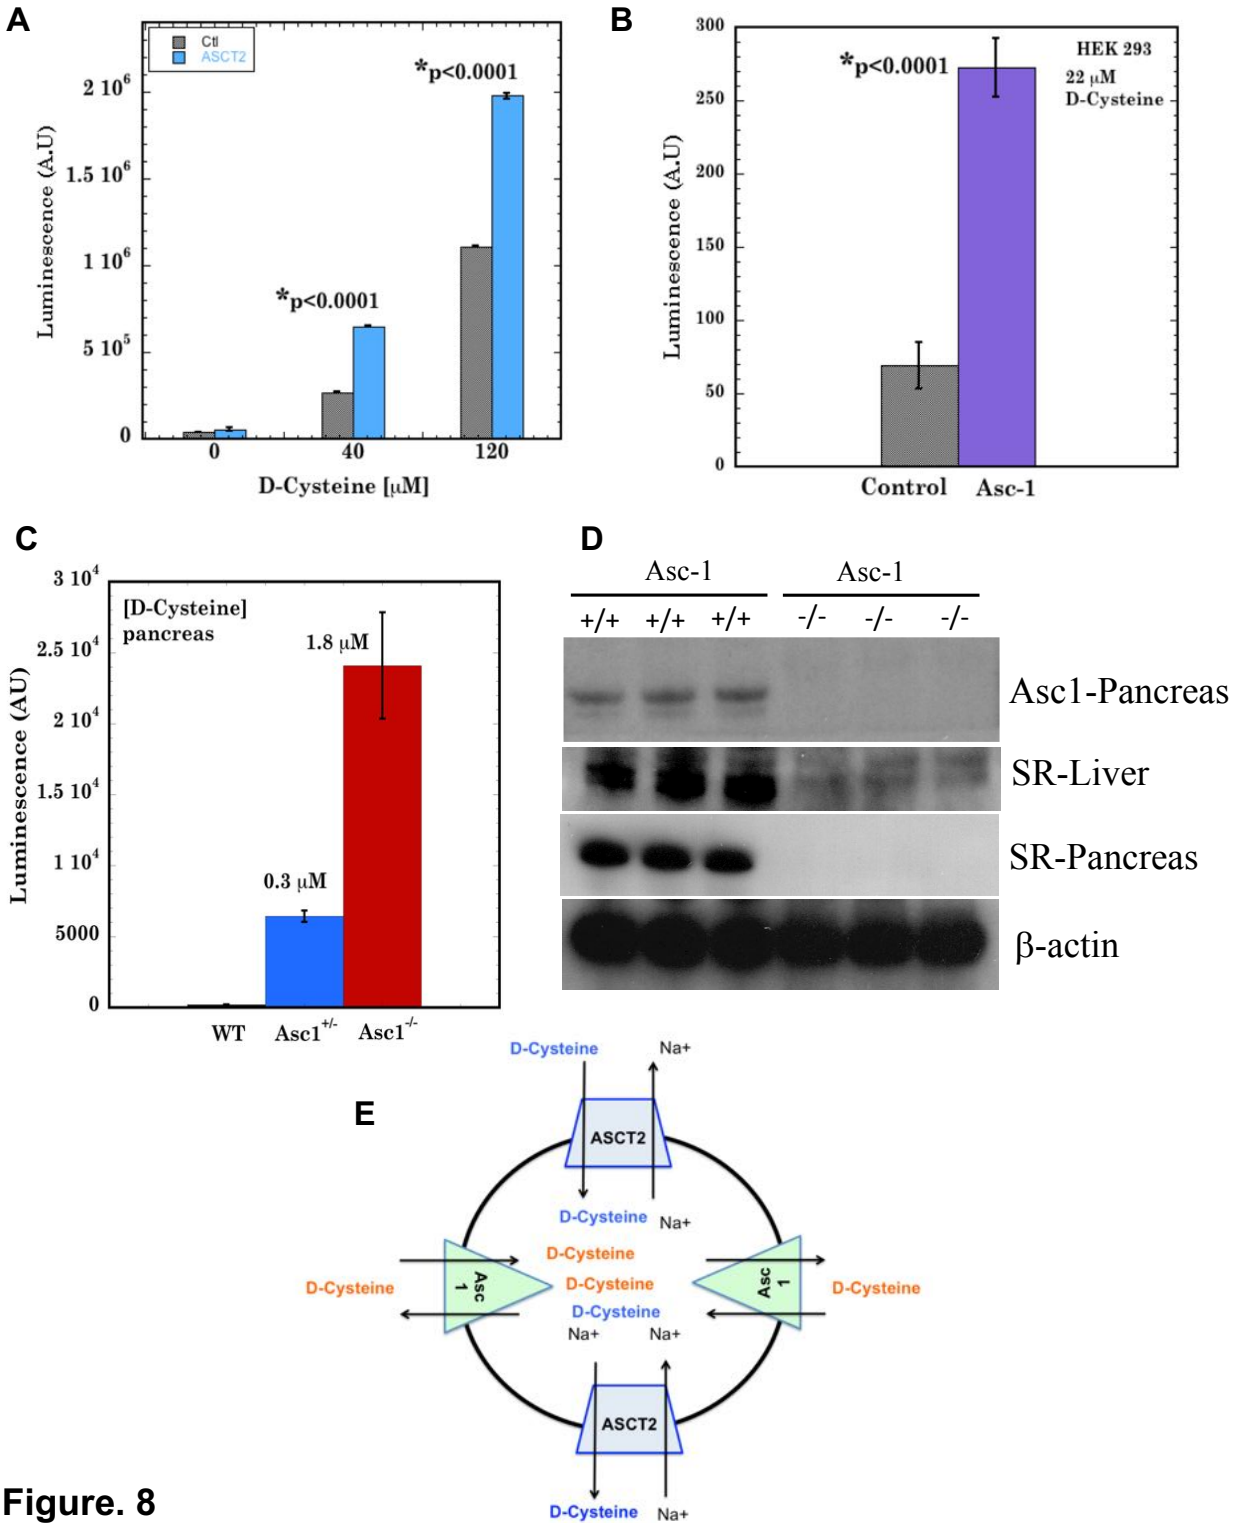 A
Ctl
ASCT2
*p<0.0001
*p<0.0001
2 10⁶
1.5 10⁶
1 10⁶
5 10⁵
0
Luminescence (A.U)
0 40 120
D-Cysteine [µM]
B
300
250
200
150
100
50
0
Luminescence (A.U)
*p<0.0001
HEK 293
22 µM
D-Cysteine
Control Asc-1
C
3 10⁴
2.5 10⁴
2 10⁴
1.5 10⁴
1 10⁴
5000
0
Luminescence (AU)
[D-Cysteine]
pancreas
1.8 µM
0.3 µM
WT Asc1⁺/⁻ Asc1⁻/⁻
D
Asc-1 Asc-1
+/+ +/+ +/+ -/- -/- -/-
Asc1-Pancreas
SR-Liver
SR-Pancreas
β-actin
E
D-Cysteine Na+
ASCT2
D-Cysteine Na+
D-Cysteine
D-Cysteine
D-Cysteine
D-Cysteine
Asc
1
Asc
1
D-Cysteine
Na+ Na+
ASCT2
D-Cysteine Na+
Figure. 8